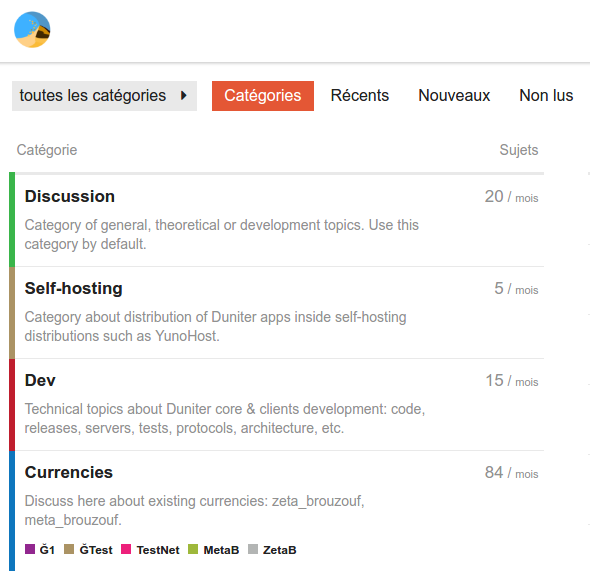 toutes les catégories Catégories Récents Nouveaux Non lus
Catégorie Sujets
Discussion 20 / mois
Category of general, theoretical or development topics. Use this
category by default.
Self-hosting 5 / mois
Category about distribution of Duniter apps inside self-hosting
distributions such as YunoHost.
Dev 15 / mois
Technical topics about Duniter core & clients development: code,
releases, servers, tests, protocols, architecture, etc.
Currencies 84 / mois
Discuss here about existing currencies: zeta_brouzouf,
meta_brouzouf.
Ğ1 ĞTest TestNet MetaB ZetaB